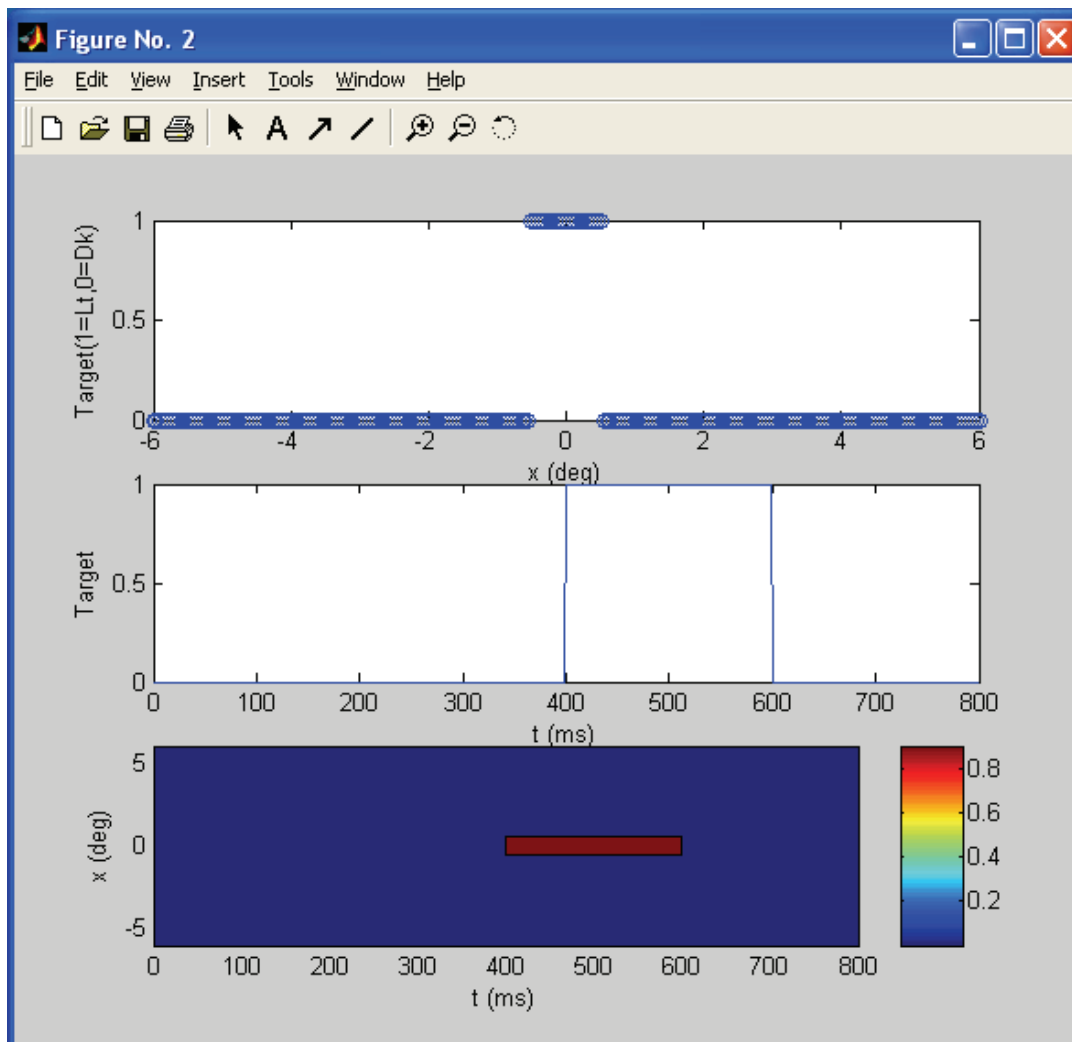 Figure No. 2
File Edit View Insert Tools Window Help
A
Target(1=Lt,0=Dk)
1
0.5
0
-6 -4 -2 0 2 4 6
x (deg)
Target
1
0.5
0
0 100 200 300 400 500 600 700 800
t (ms)
x (deg)
5
0
-5
0 100 200 300 400 500 600 700 800
t (ms)
0.8
0.6
0.4
0.2